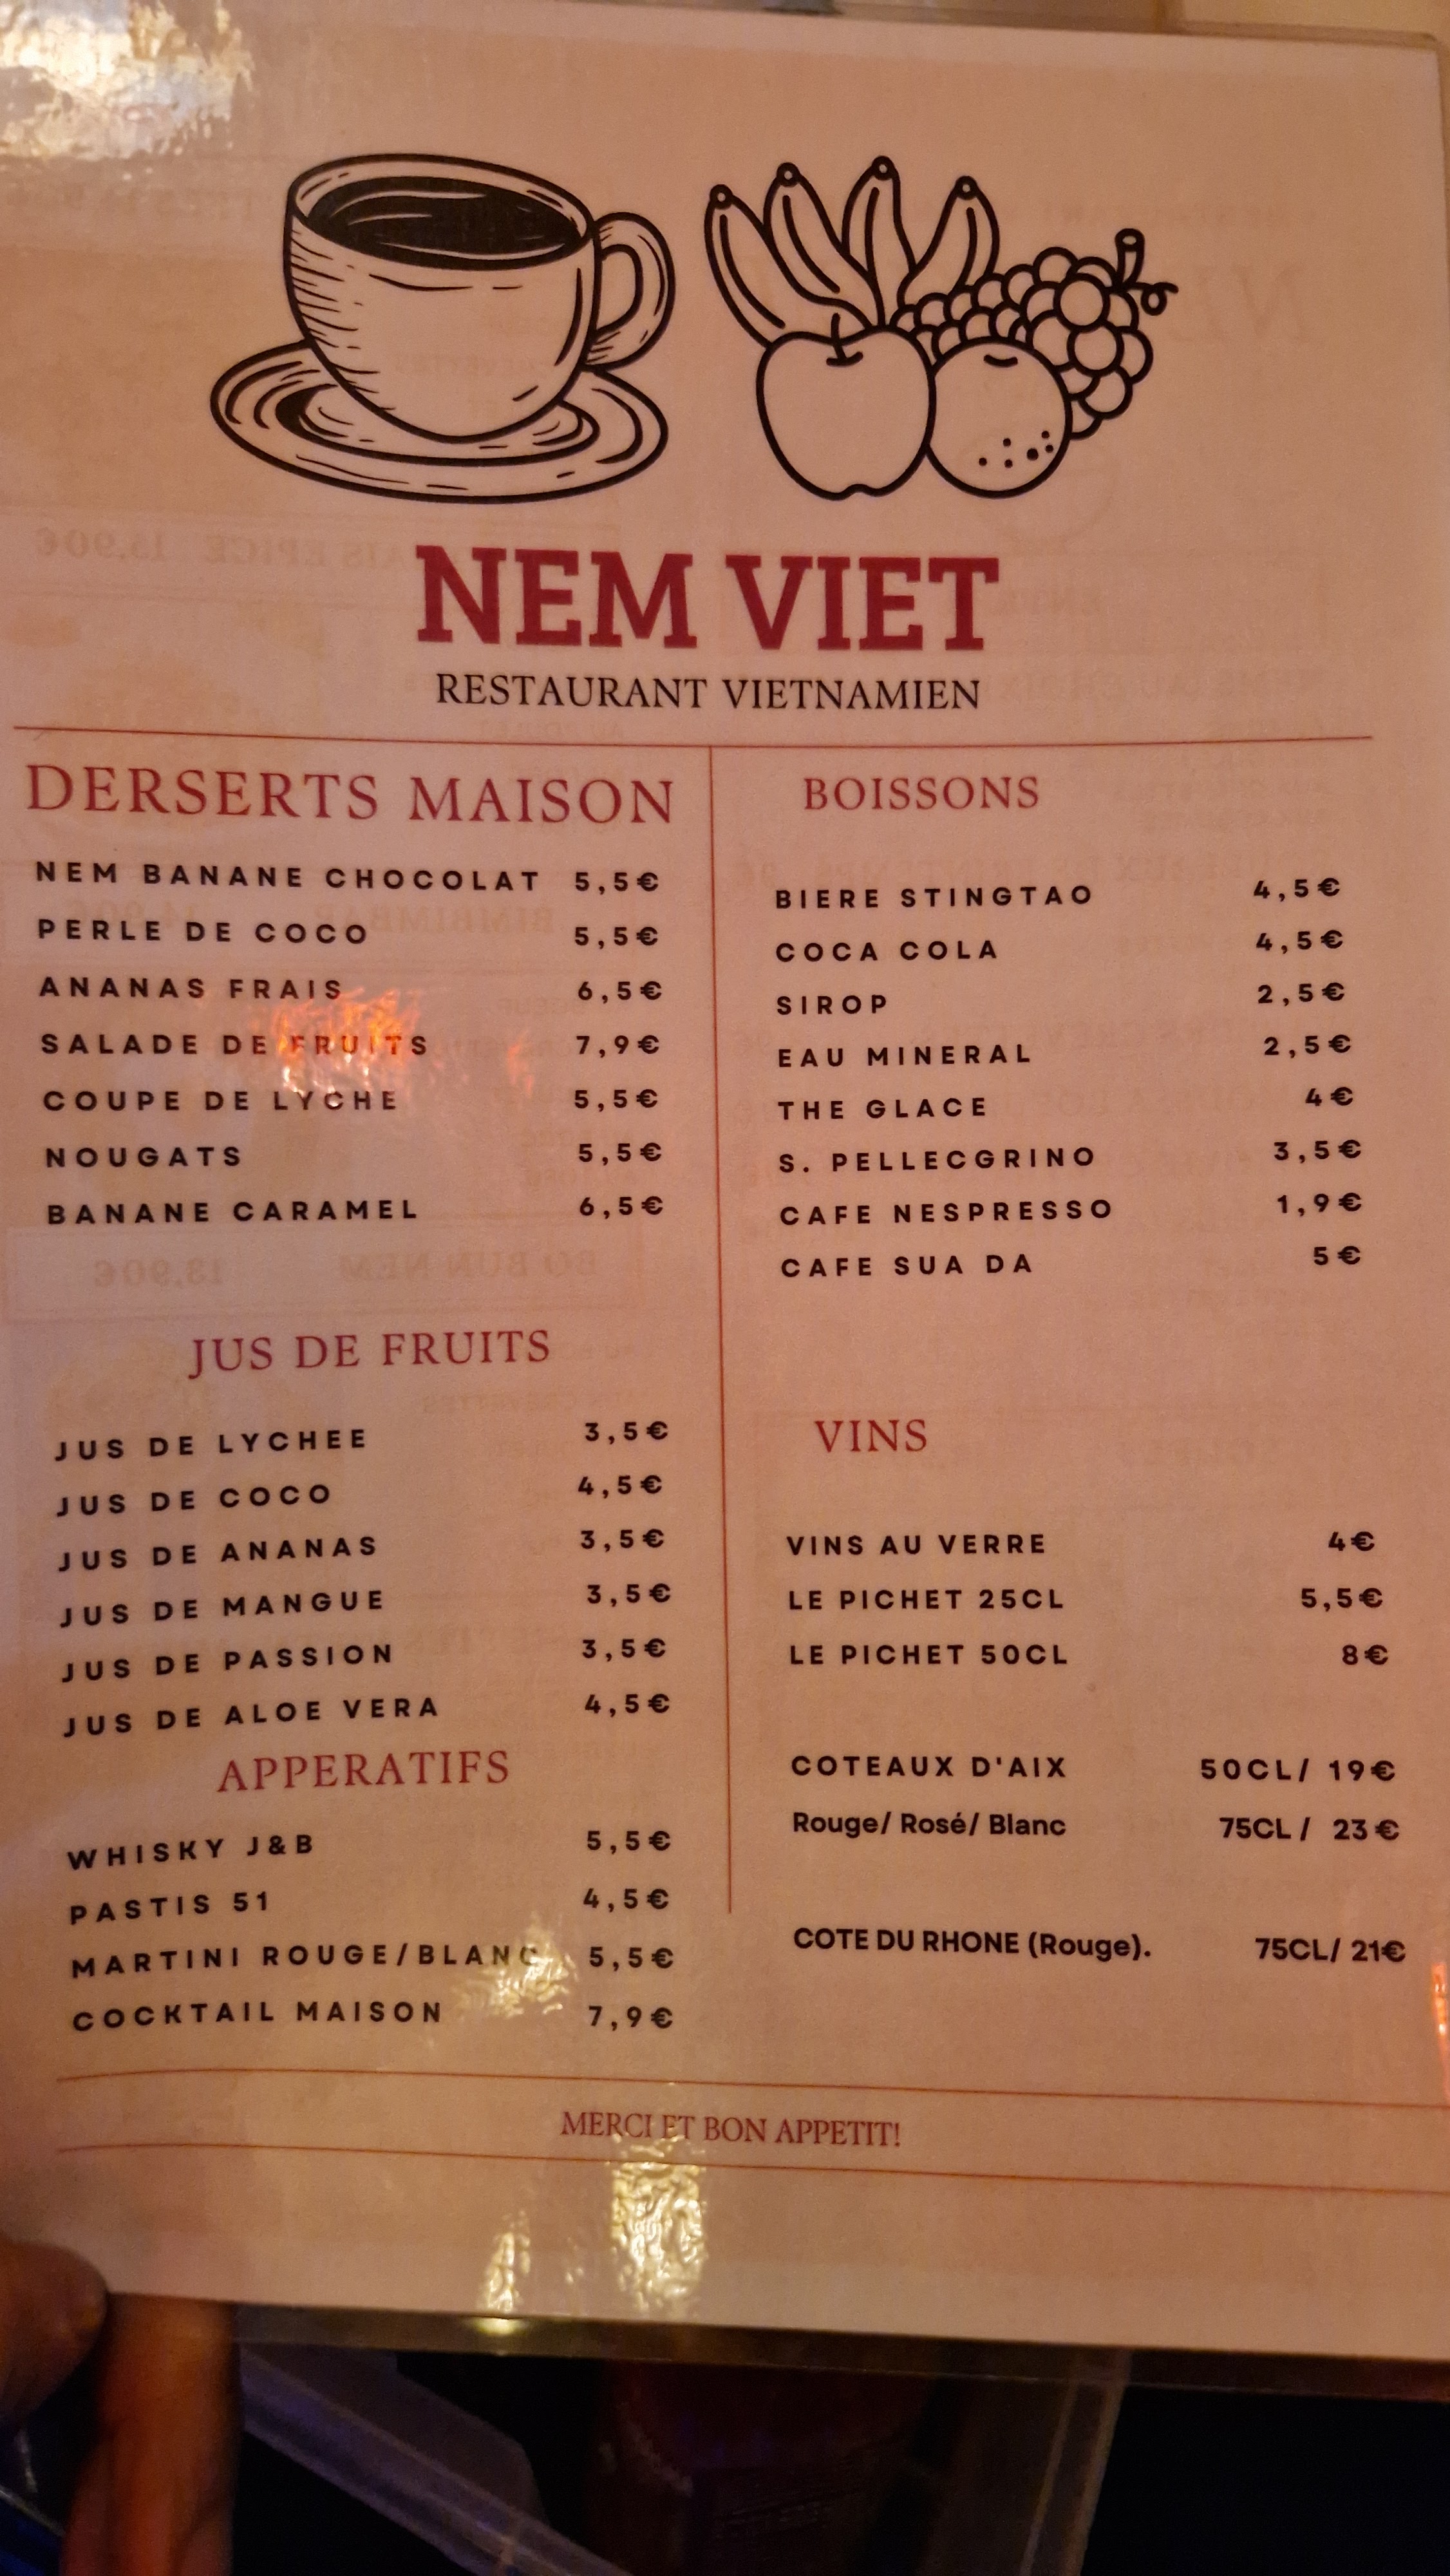 NEM VIET
RESTAURANT VIETNAMIEN
DERSERTS MAISON
NEM BANANE CHOCOLAT 5,5€
PERLE DE COCO 5,5€
ANANAS FRAIS 6,5€
SALADE DE FRUITS 7,9€
COUPE DE LYCHE 5,5€
NOUGATS 5,5€
BANANE CARAMEL 6,5€
JUS DE FRUITS
JUS DE LYCHEE 3,5€
JUS DE COCO 4,5€
JUS DE ANANAS 3,5€
JUS DE MANGUE 3,5€
JUS DE PASSION 3,5€
JUS DE ALOE VERA 4,5€
APPERATIFS
WHISKY J&B 5,5€
PASTIS 51 4,5€
MARTINI ROUGE/BLANC 5,5€
COCKTAIL MAISON 7,9€
BOISSONS
BIERE STINGTAO 4,5€
COCA COLA 4,5€
SIROP 2,5€
EAU MINERAL 2,5€
THE GLACE 4€
S. PELLECGRINO 3,5€
CAFE NESPRESSO 1,9€
CAFE SUA DA 5€
VINS
VINS AU VERRE 4€
LE PICHET 25CL 5,5€
LE PICHET 50CL 8€
COTEAUX D'AIX 50CL/ 19€
Rouge/ Rosé/ Blanc 75CL / 23€
COTE DU RHONE (Rouge). 75CL/ 21€
MERCI ET BON APPETIT!